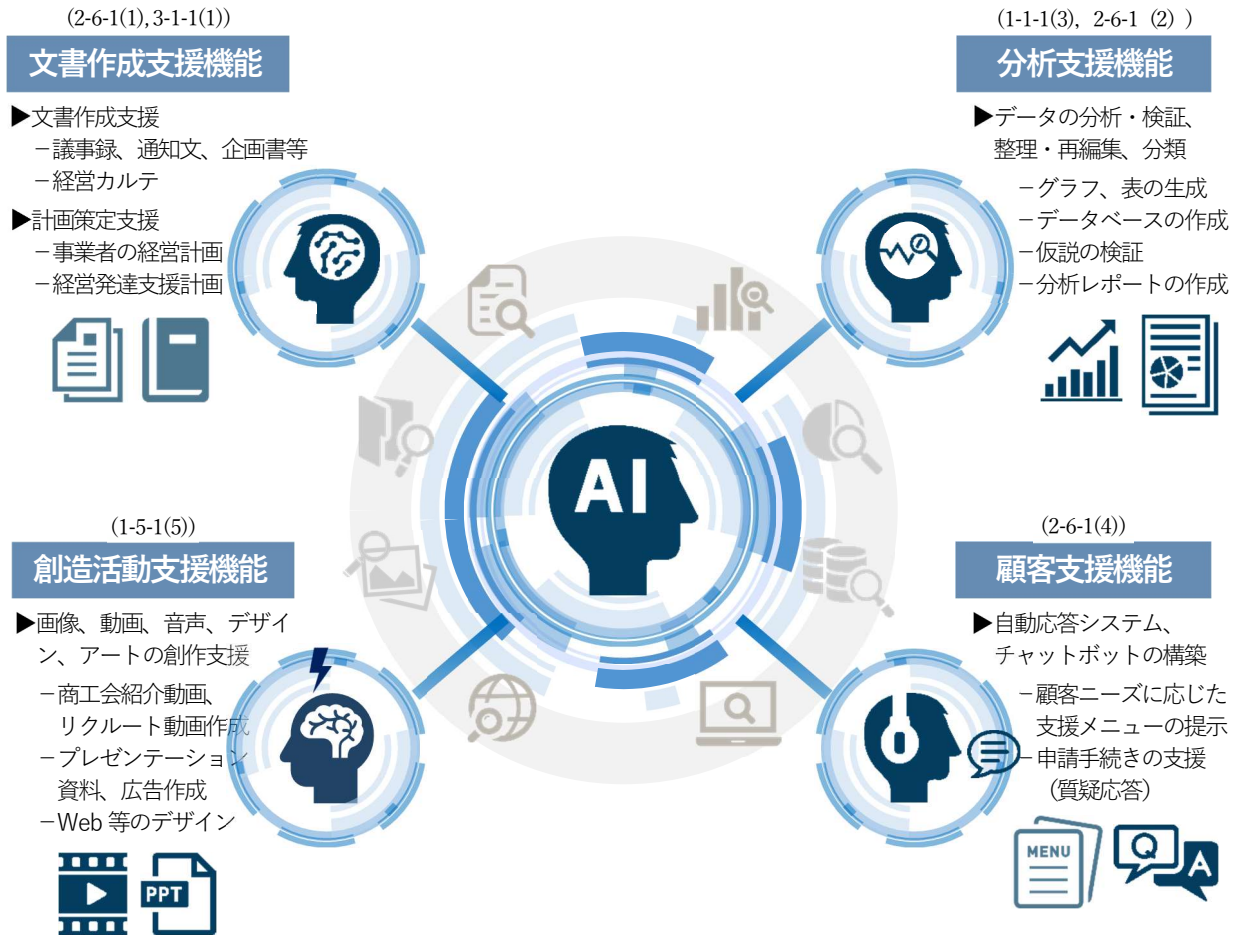 (2-6-1(1), 3-1-1(1))
文書作成支援機能
▶文書作成支援
－議事録、通知文、企画書等
－経営カルテ
▶計画策定支援
－事業者の経営計画
－経営発達支援計画
(1-1-1(3), 2-6-1（2）)
分析支援機能
▶データの分析・検証、
整理・再編集、分類
－グラフ、表の生成
－データベースの作成
－仮説の検証
－分析レポートの作成
AI
(1-5-1(5))
創造活動支援機能
▶画像、動画、音声、デザイ
ン、アートの創作支援
－商工会紹介動画、
リクルート動画作成
－プレゼンテーション
資料、広告作成
－Web 等のデザイン
PPT
(2-6-1(4))
顧客支援機能
▶自動応答システム、
チャットボットの構築
－顧客ニーズに応じた
支援メニューの提示
－申請手続きの支援
（質疑応答）
MENU
Q
A